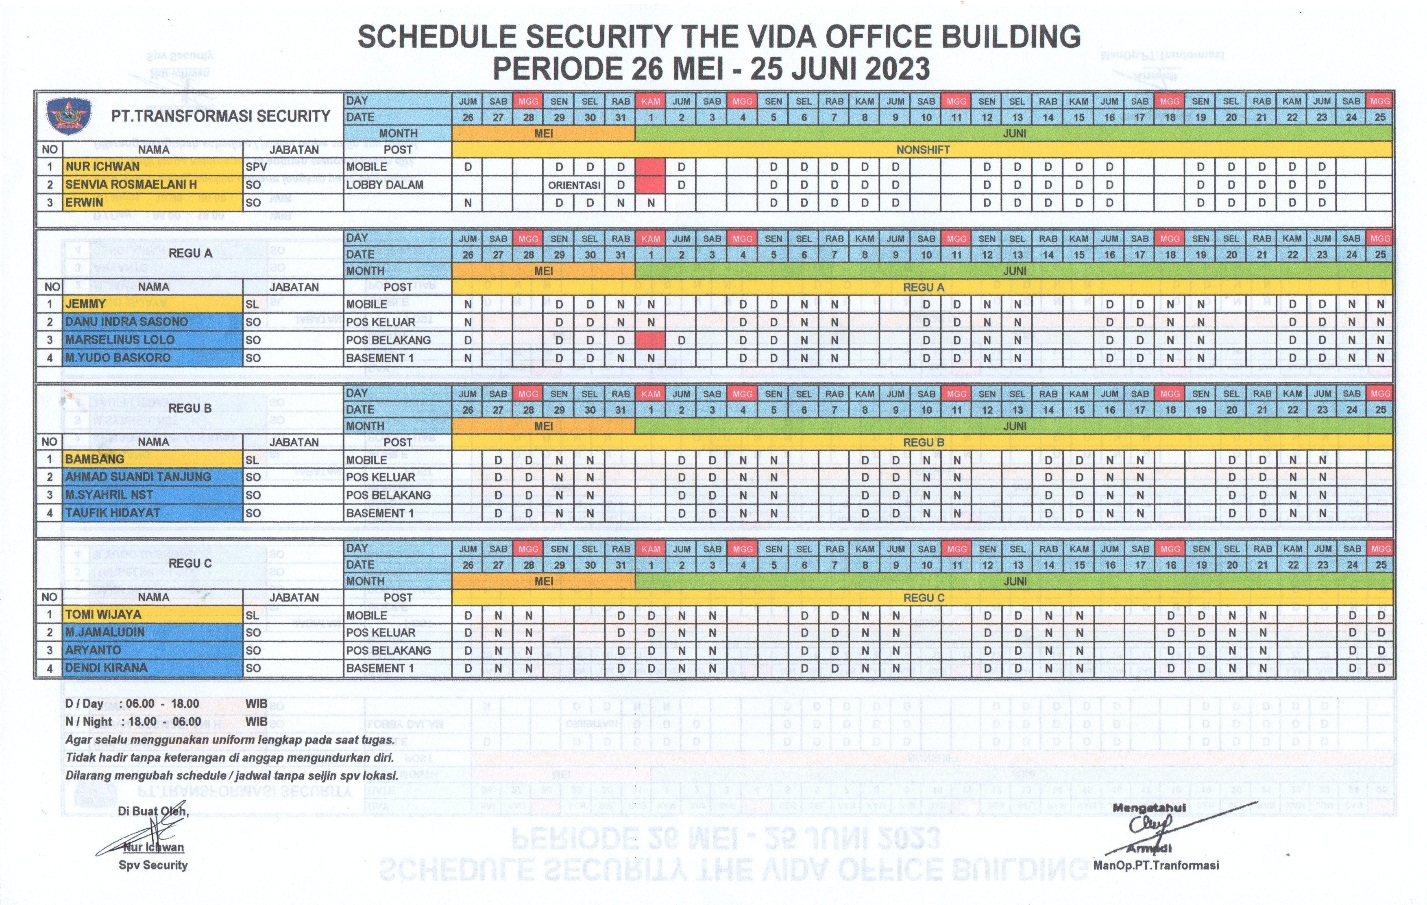 SCHEDULE SECURITY THE VIDA OFFICE BUILDING
PERIODE 26 MEI - 25 JUNI 2023
PT.TRANSFORMASI SECURITY
DAY JUM SAB MGG SEN SEL RAB KAM JUM SAB MGG SEN SEL RAB KAM JUM SAB MGG SEN SEL RAB KAM JUM SAB MGG SEN SEL RAB KAM JUM SAB MGG
DATE 26 27 28 29 30 31 1 2 3 4 5 6 7 8 9 10 11 12 13 14 15 16 17 18 19 20 21 22 23 24 25
MONTH MEI JUNI
NO NAMA JABATAN POST NONSHIFT
1 NUR ICHWAN SPV MOBILE D D D D D D D D D D D D D D D D D D D D
2 SENVIA ROSMAELANI H SO LOBBY DALAM ORIENTASI D D D D D D D D D D D D D D D D D
3 ERWIN SO N D D N N D D D D D D D D D D D D D D D
REGU A
DAY JUM SAB MGG SEN SEL RAB KAM JUM SAB MGG SEN SEL RAB KAM JUM SAB MGG SEN SEL RAB KAM JUM SAB MGG SEN SEL RAB KAM JUM SAB MGG
DATE 26 27 28 29 30 31 1 2 3 4 5 6 7 8 9 10 11 12 13 14 15 16 17 18 19 20 21 22 23 24 25
MONTH MEI JUNI
NO NAMA JABATAN POST REGU A
1 JEMMY SL MOBILE N D D N N D D N N D D N N D D N N D D N N
2 DANU INDRA SASONO SO POS KELUAR N D D N N D D N N D D N N D D N N D D N N
3 MARSELINUS LOLO SO POS BELAKANG D D D D D D D N N D D N N D D N N D D N N
4 M.YUDO BASKORO SO BASEMENT 1 N D D N N D D N N D D N N D D N N D D N N
REGU B
DAY JUM SAB MGG SEN SEL RAB KAM JUM SAB MGG SEN SEL RAB KAM JUM SAB MGG SEN SEL RAB KAM JUM SAB MGG SEN SEL RAB KAM JUM SAB MGG
DATE 26 27 28 29 30 31 1 2 3 4 5 6 7 8 9 10 11 12 13 14 15 16 17 18 19 20 21 22 23 24 25
MONTH MEI JUNI
NO NAMA JABATAN POST REGU B
1 BAMBANG SL MOBILE D D N N D D N N D D N N D D N N D D N N
2 AHMAD SUANDI TANJUNG SO POS KELUAR D D N N D D N N D D N N D D N N D D N N
3 M.SYAHRIL NST SO POS BELAKANG D D N N D D N N D D N N D D N N D D N N
4 TAUFIK HIDAYAT SO BASEMENT 1 D D N N D D N N D D N N D D N N D D N N
REGU C
DAY JUM SAB MGG SEN SEL RAB KAM JUM SAB MGG SEN SEL RAB KAM JUM SAB MGG SEN SEL RAB KAM JUM SAB MGG SEN SEL RAB KAM JUM SAB MGG
DATE 26 27 28 29 30 31 1 2 3 4 5 6 7 8 9 10 11 12 13 14 15 16 17 18 19 20 21 22 23 24 25
MONTH MEI JUNI
NO NAMA JABATAN POST REGU C
1 TOMI WIJAYA SL MOBILE D N N D D N N D D N N D D N N D D N N D D
2 M.JAMALUDIN SO POS KELUAR D N N D D N N D D N N D D N N D D N N D D
3 ARYANTO SO POS BELAKANG D N N D D N N D D N N D D N N D D N N D D
4 DENDI KIRANA SO BASEMENT 1 D N N D D N N D D N N D D N N D D N N D D
D / Day : 06.00 - 18.00 WIB
N / Night : 18.00 - 06.00 WIB
Agar selalu menggunakan uniform lengkap pada saat tugas.
Tidak hadir tanpa keterangan di anggap mengundurkan diri.
Dilarang mengubah schedule / jadwal tanpa seijin spv lokasi.
Di Buat Oleh,
Nur Ichwan
Spv Security
Mengetahui
Armedi
ManOp.PT.Tranformasi